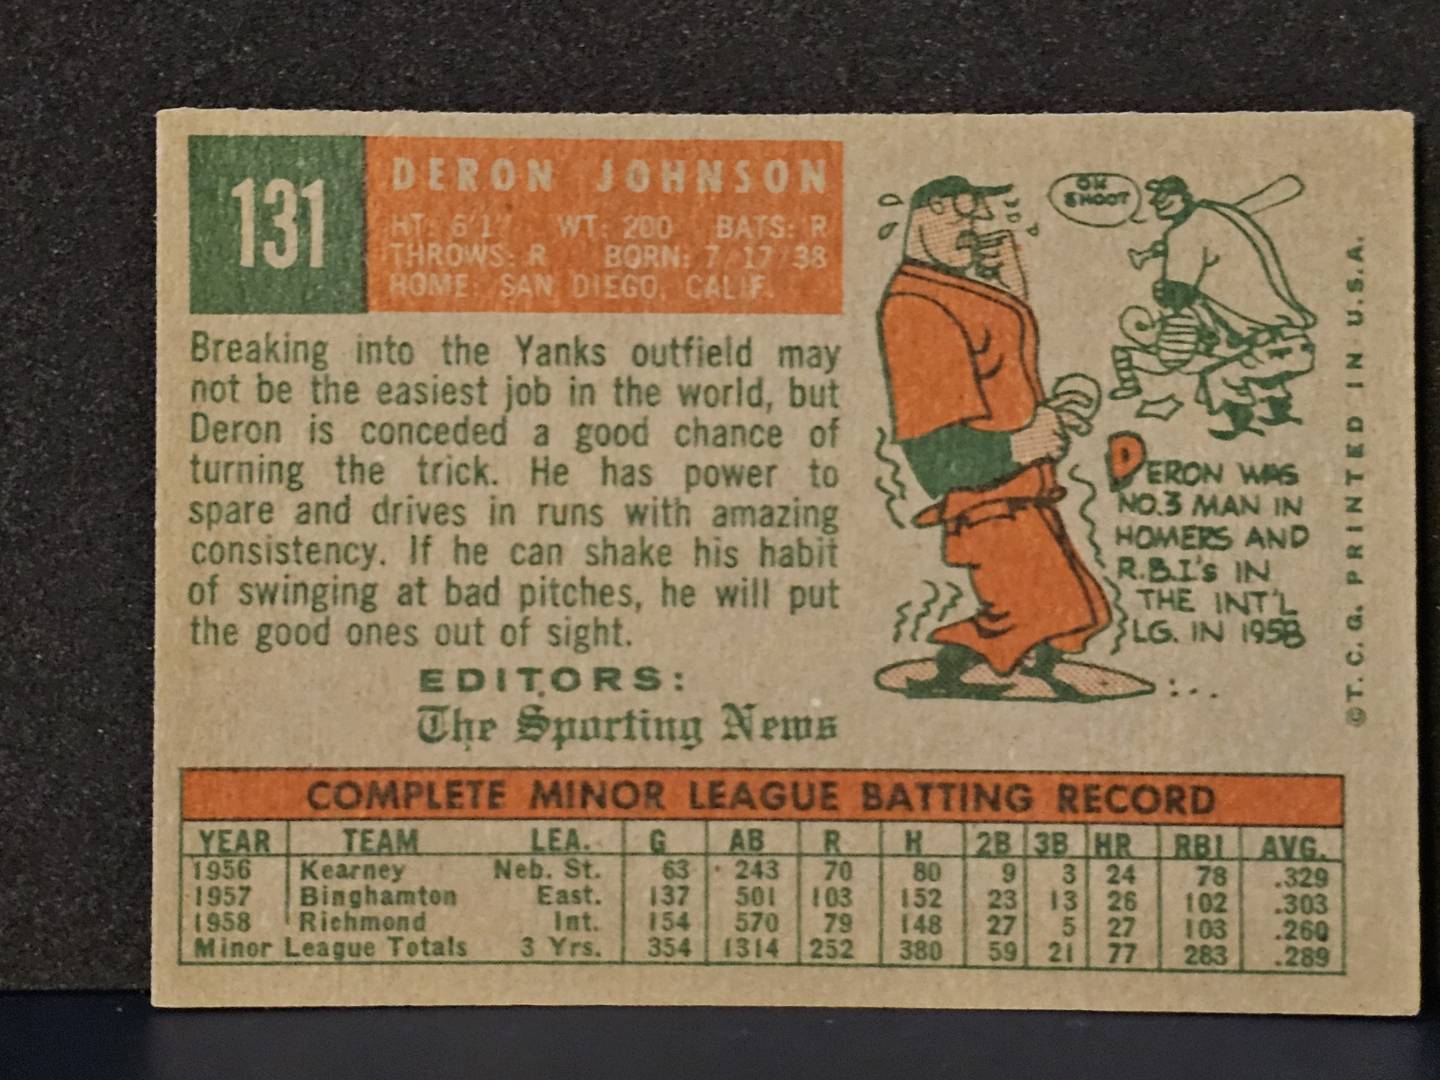 131
DERON JOHNSON
HT: 6'1" WT: 200 BATS: R
THROWS: R BORN: 7/17/38
HOME: SAN DIEGO, CALIF.
Breaking into the Yanks outfield may
not be the easiest job in the world, but
Deron is conceded a good chance of
turning the trick. He has power to
spare and drives in runs with amazing
consistency. If he can shake his habit
of swinging at bad pitches, he will put
the good ones out of sight.
EDITORS:
The Sporting News
OH
SHOOT
DERON WAS
NO.3 MAN IN
HOMERS AND
R.B.I's IN
THE INT'L
LG. IN 1958
© T. C. G. PRINTED IN U.S.A.
COMPLETE MINOR LEAGUE BATTING RECORD
YEAR TEAM LEA. G AB R H 2B 3B HR RBI AVG.
1956 Kearney Neb. St. 63 243 70 80 9 3 24 78 .329
1957 Binghamton East. 137 501 103 152 23 13 26 102 .303
1958 Richmond Int. 154 570 79 148 27 5 27 103 .260
Minor League Totals 3 Yrs. 354 1314 252 380 59 21 77 283 .289